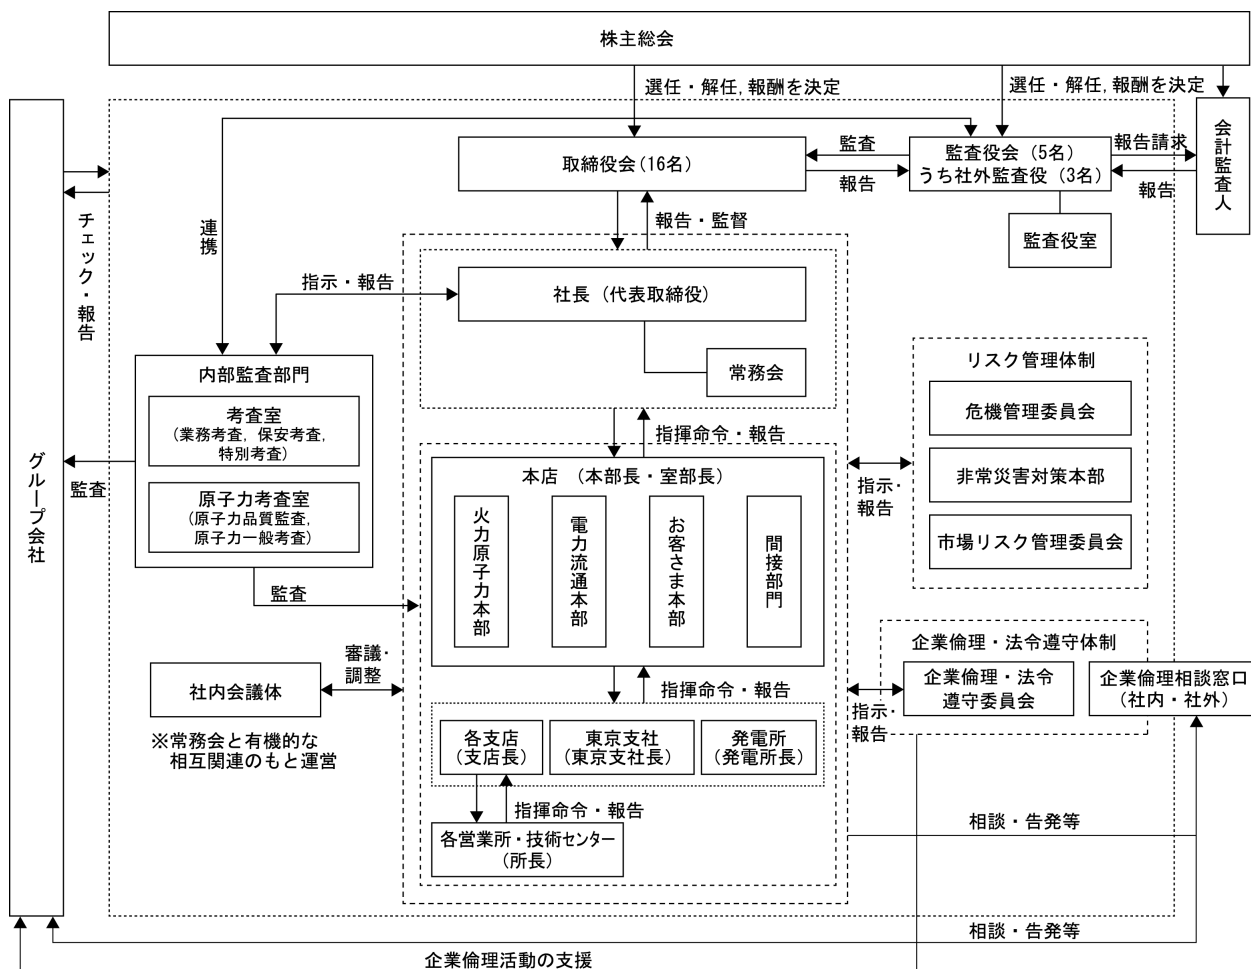 株主総会
選任・解任,報酬を決定
選任・解任,報酬を決定
会計監査人
取締役会(16名)
監査
報告
監査役会(5名)
うち社外監査役(3名)
報告請求
報告
監査役室
連携
チェック・報告
報告・監督
指示・報告
社長(代表取締役)
常務会
内部監査部門
考査室
(業務考査, 保安考査,
特別考査)
原子力考査室
(原子力品質監査,
原子力一般考査)
監査
グループ会社
監査
指揮命令・報告
本店 (本部長・室部長)
火力原子力本部
電力流通本部
お客さま本部
間接部門
リスク管理体制
危機管理委員会
非常災害対策本部
市場リスク管理委員会
指示・
報告
審議・
調整
社内会議体
※常務会と有機的な
相互関連のもと運営
指揮命令・報告
各支店
(支店長)
東京支社
(東京支社長)
発電所
(発電所長)
指揮命令・報告
各営業所・技術センター
(所長)
企業倫理・法令遵守体制
企業倫理・法令
遵守委員会
企業倫理相談窓口
(社内・社外)
指示・
報告
相談・告発等
相談・告発等
企業倫理活動の支援